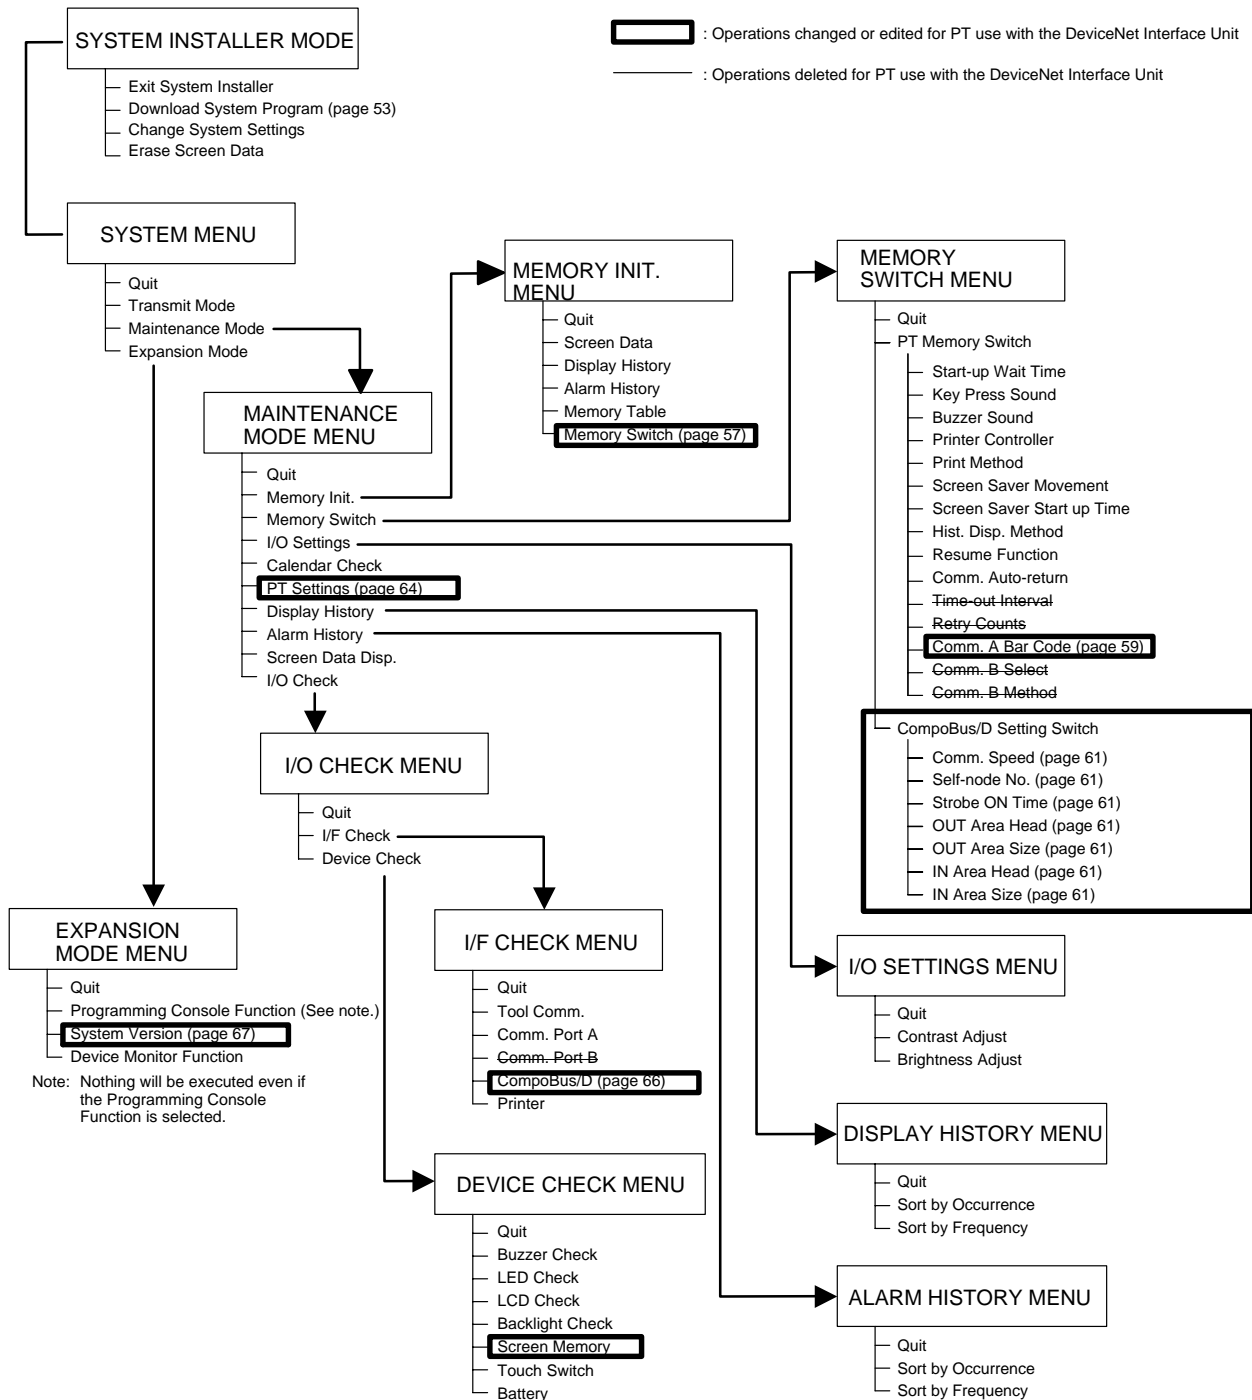 SYSTEM INSTALLER MODE
Exit System Installer
Download System Program (page 53)
Change System Settings
Erase Screen Data
: Operations changed or edited for PT use with the DeviceNet Interface Unit
: Operations deleted for PT use with the DeviceNet Interface Unit
SYSTEM MENU
Quit
Transmit Mode
Maintenance Mode
Expansion Mode
MEMORY INIT.
MENU
Quit
Screen Data
Display History
Alarm History
Memory Table
Memory Switch (page 57)
MEMORY
SWITCH MENU
Quit
PT Memory Switch
Start-up Wait Time
Key Press Sound
Buzzer Sound
Printer Controller
Print Method
Screen Saver Movement
Screen Saver Start up Time
Hist. Disp. Method
Resume Function
Comm. Auto-return
Time-out Interval
Retry Counts
Comm. A Bar Code (page 59)
Comm. B Select
Comm. B Method
CompoBus/D Setting Switch
Comm. Speed (page 61)
Self-node No. (page 61)
Strobe ON Time (page 61)
OUT Area Head (page 61)
OUT Area Size (page 61)
IN Area Head (page 61)
IN Area Size (page 61)
MAINTENANCE
MODE MENU
Quit
Memory Init.
Memory Switch
I/O Settings
Calendar Check
PT Settings (page 64)
Display History
Alarm History
Screen Data Disp.
I/O Check
I/O CHECK MENU
Quit
I/F Check
Device Check
EXPANSION
MODE MENU
Quit
Programming Console Function (See note.)
System Version (page 67)
Device Monitor Function
Note: Nothing will be executed even if
the Programming Console
Function is selected.
I/F CHECK MENU
Quit
Tool Comm.
Comm. Port A
Comm. Port B
CompoBus/D (page 66)
Printer
I/O SETTINGS MENU
Quit
Contrast Adjust
Brightness Adjust
DEVICE CHECK MENU
Quit
Buzzer Check
LED Check
LCD Check
Backlight Check
Screen Memory
Touch Switch
Battery
DISPLAY HISTORY MENU
Quit
Sort by Occurrence
Sort by Frequency
ALARM HISTORY MENU
Quit
Sort by Occurrence
Sort by Frequency